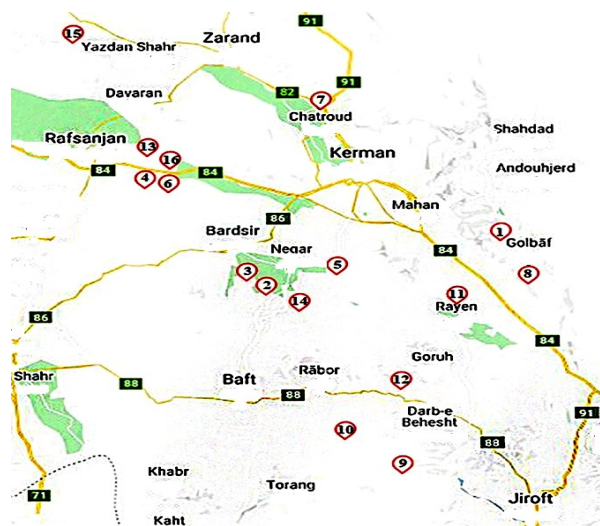 91
15
Zarand
Yazdan Shahr
91
82
7
Davaran
Chatroud
Shahdad
Rafsanjan
13
Kerman
16
84
84
Andouhjerd
4
6
Mahan
86
Bardsir
1
Golbāf
Negar
84
3
5
8
2
11
14
Rayen
86
84
Goruh
Shahr
Rābor
12
88
Baft
88
91
Darb-e
Behesht
10
88
9
Khabr
Torang
71
Jiroft
Kaht